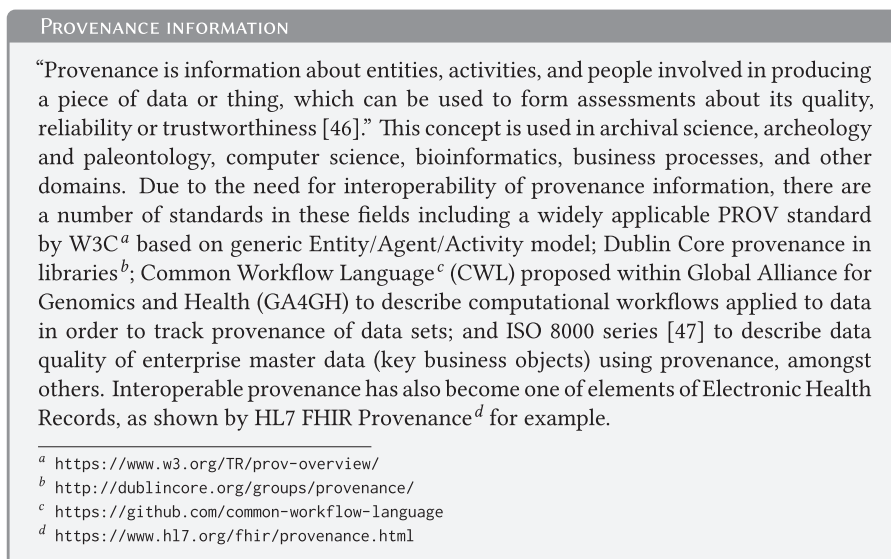 Provenance information
“Provenance is information about entities, activities, and people involved in producing
a piece of data or thing, which can be used to form assessments about its quality,
reliability or trustworthiness [46].” This concept is used in archival science, archeology
and paleontology, computer science, bioinformatics, business processes, and other
domains. Due to the need for interoperability of provenance information, there are
a number of standards in these fields including a widely applicable PROV standard
by W3C^a based on generic Entity/Agent/Activity model; Dublin Core provenance in
libraries^b; Common Workflow Language^c (CWL) proposed within Global Alliance for
Genomics and Health (GA4GH) to describe computational workflows applied to data
in order to track provenance of data sets; and ISO 8000 series [47] to describe data
quality of enterprise master data (key business objects) using provenance, amongst
others. Interoperable provenance has also become one of elements of Electronic Health
Records, as shown by HL7 FHIR Provenance^d for example.
a https://www.w3.org/TR/prov-overview/
b http://dublincore.org/groups/provenance/
c https://github.com/common-workflow-language
d https://www.hl7.org/fhir/provenance.html